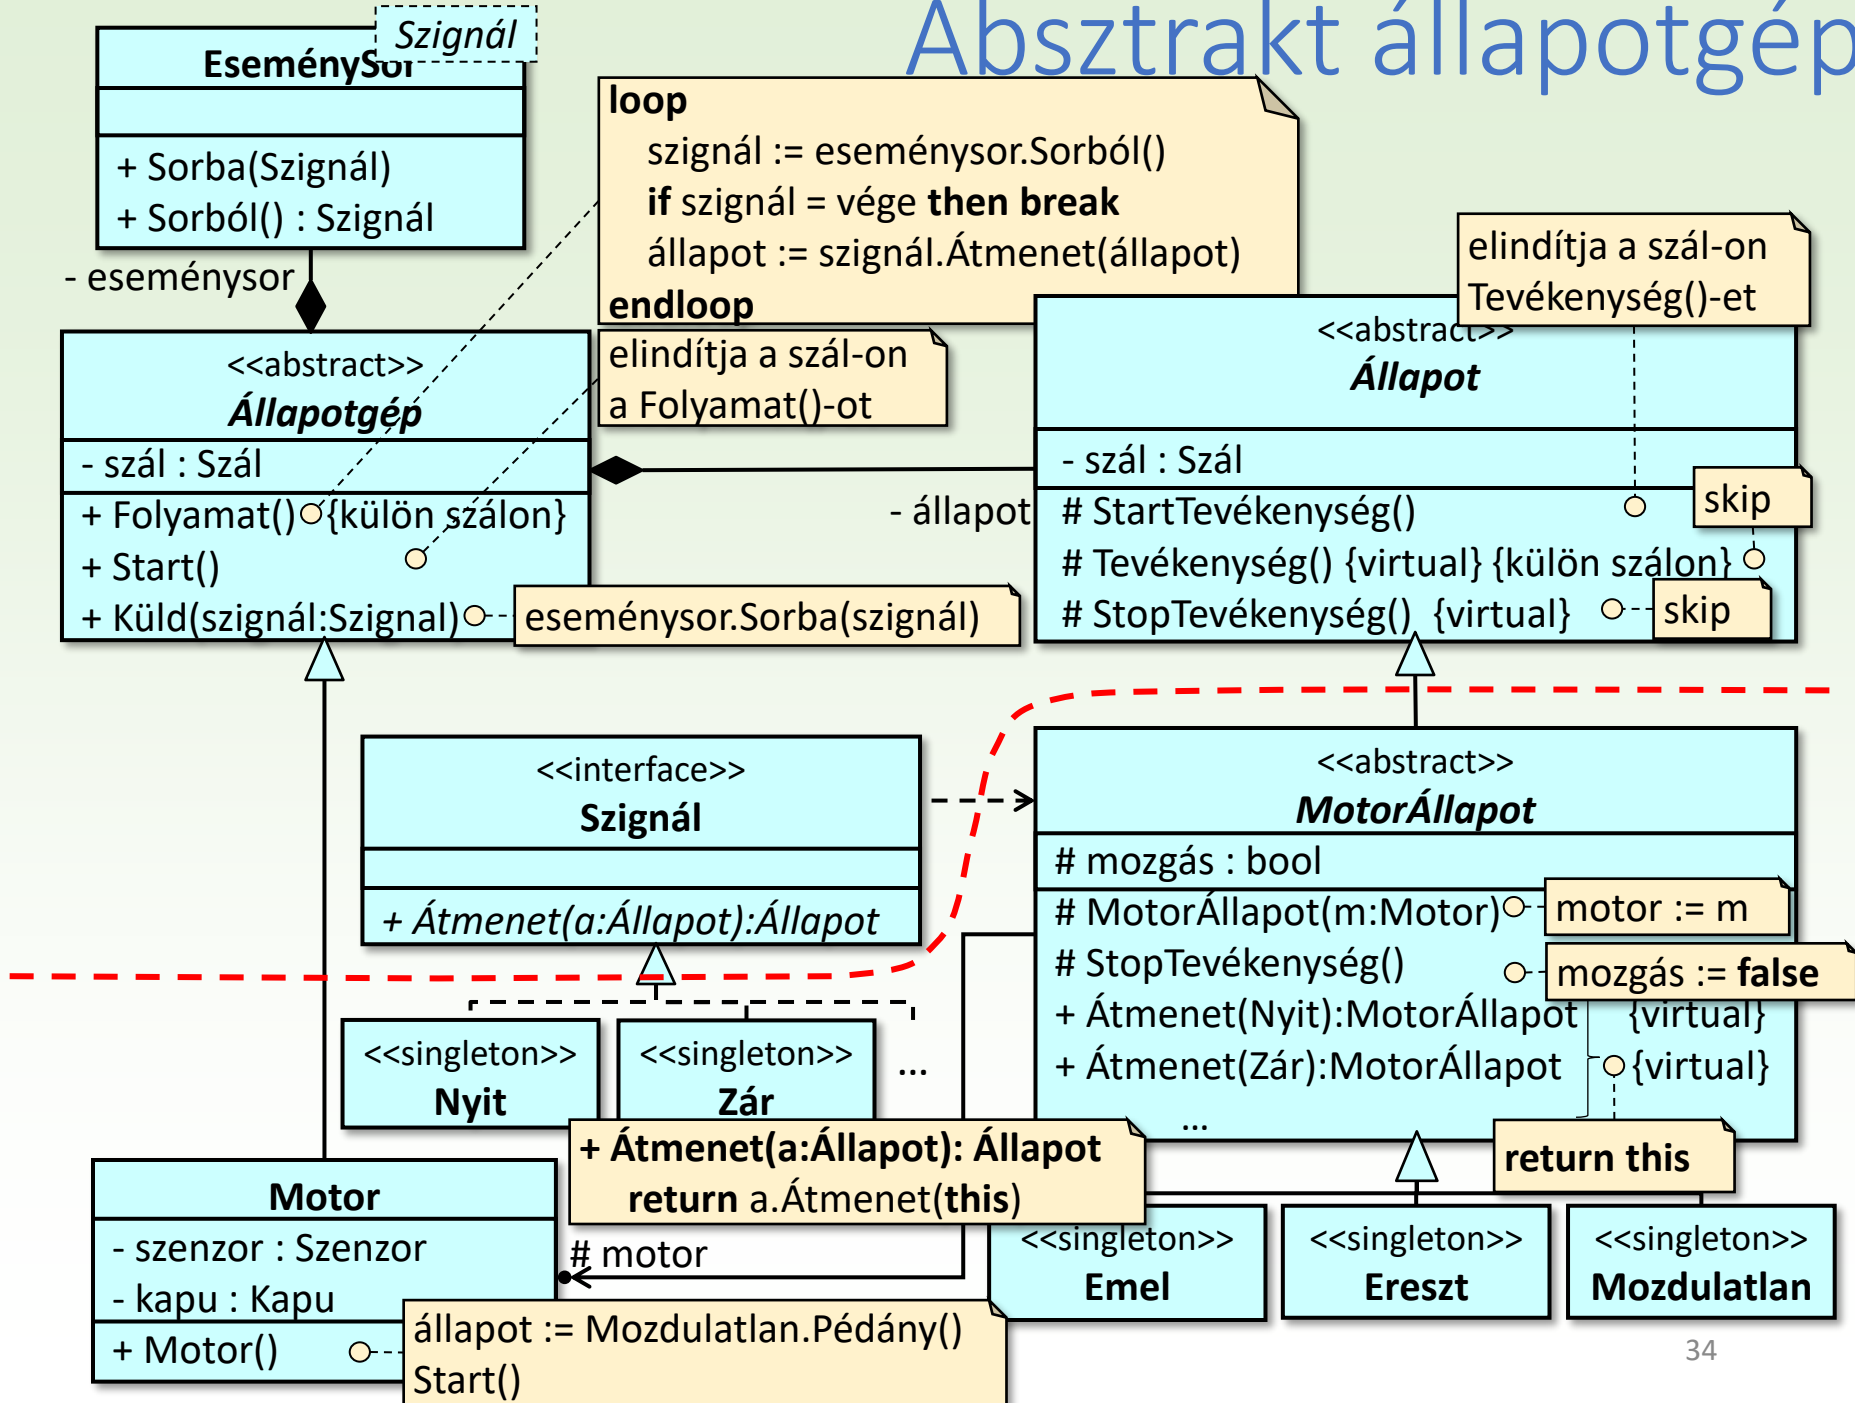 Absztrakt állapotgép
Szignál
EseménySor
+ Sorba(Szignál)
+ Sorból() : Szignál
- eseménysor
loop
szignál := eseménysor.Sorból()
if szignál = vége then break
állapot := szignál.Átmenet(állapot)
endloop
elindítja a szál-on
Tevékenység()-et
<<abstract>>
Állapotgép
- szál : Szál
+ Folyamat() {külön szálon}
+ Start()
+ Küld(szignál:Szignal)
elindítja a szál-on
a Folyamat()-ot
eseménysor.Sorba(szignál)
- állapot
<<abstract>>
Állapot
- szál : Szál
# StartTevékenység()
# Tevékenység() {virtual} {külön szálon}
# StopTevékenység() {virtual}
skip
skip
<<interface>>
Szignál
+ Átmenet(a:Állapot):Állapot
<<abstract>>
MotorÁllapot
# mozgás : bool
# MotorÁllapot(m:Motor)
# StopTevékenység()
+ Átmenet(Nyit):MotorÁllapot {virtual}
+ Átmenet(Zár):MotorÁllapot {virtual}
...
motor := m
mozgás := false
return this
<<singleton>>
Nyit
<<singleton>>
Zár
...
+ Átmenet(a:Állapot): Állapot
return a.Átmenet(this)
Motor
- szenzor : Szenzor
- kapu : Kapu
+ Motor()
# motor
állapot := Mozdulatlan.Pédány()
Start()
<<singleton>>
Emel
<<singleton>>
Ereszt
<<singleton>>
Mozdulatlan
34